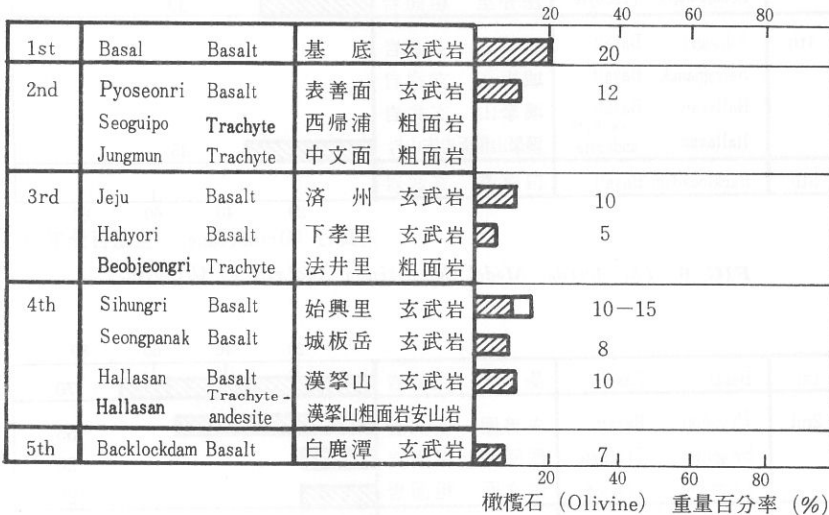 20 40 60 80
1st Basal Basalt 基底 玄武岩 20
2nd Pyoseonri Basalt 表善面 玄武岩 12
Seoguipo Trachyte 西帰浦 粗面岩
Jungmun Trachyte 中文面 粗面岩
3rd Jeju Basalt 済州 玄武岩 10
Hahyori Basalt 下孝里 玄武岩 5
Beobjeongri Trachyte 法井里 粗面岩
4th Sihungri Basalt 始興里 玄武岩 10-15
Seongpanak Basalt 城板岳 玄武岩 8
Hallasan Basalt 漢拏山 玄武岩 10
Hallasan Trachyte-andesite 漢拏山粗面岩安山岩
5th Backlockdam Basalt 白鹿潭 玄武岩 7
20 40 60 80
橄欖石 (Olivine) 重量百分率 (%)